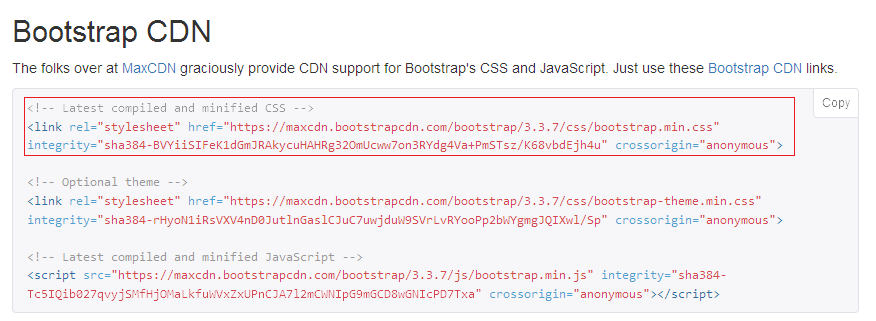 Bootstrap CDN
The folks over at MaxCDN graciously provide CDN support for Bootstrap's CSS and JavaScript. Just use these Bootstrap CDN links.
Copy
<!-- Latest compiled and minified CSS -->
<link rel="stylesheet" href="https://maxcdn.bootstrapcdn.com/bootstrap/3.3.7/css/bootstrap.min.css"
integrity="sha384-BVYiiSIFeK1dGmJRAkycuHAHRg32OmUcww7on3RYdg4Va+PmSTsz/K68vbdEjh4u" crossorigin="anonymous">
<!-- Optional theme -->
<link rel="stylesheet" href="https://maxcdn.bootstrapcdn.com/bootstrap/3.3.7/css/bootstrap-theme.min.css"
integrity="sha384-rHyoN1iRsVXV4nD0JutlnGaslCJuC7uwjduW9SVrLvRYooPp2bWYgmgJQIXwl/Sp" crossorigin="anonymous">
<!-- Latest compiled and minified JavaScript -->
<script src="https://maxcdn.bootstrapcdn.com/bootstrap/3.3.7/js/bootstrap.min.js" integrity="sha384-
Tc5IQib027qvyjSMfHjOMaLkfuWVxZxUPnCJA7l2mCWNIpG9mGCD8wGNIcPD7Txa" crossorigin="anonymous"></script>